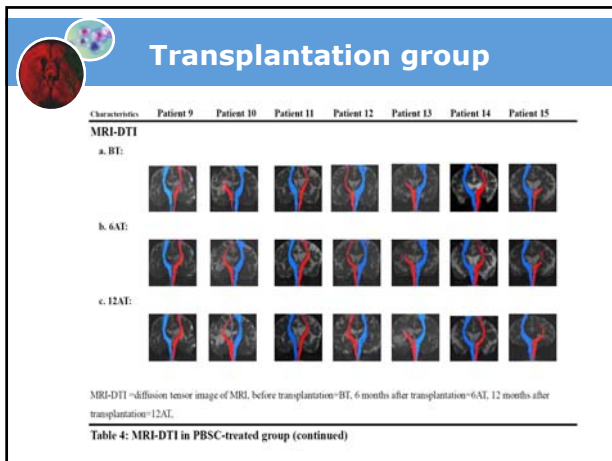 Transplantation group
Characteristics Patient 9 Patient 10 Patient 11 Patient 12 Patient 13 Patient 14 Patient 15
MRI-DTI
a. BT:
b. 6AT:
c. 12AT:
MRI-DTI =diffusion tensor image of MRI, before transplantation=BT, 6 months after transplantation=6AT, 12 months after
transplantation=12AT,
Table 4: MRI-DTI in PBSC-treated group (continued)